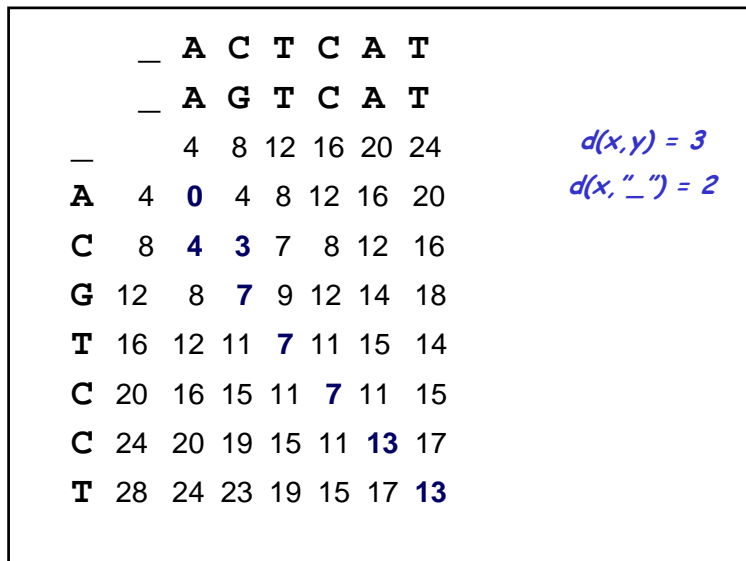 _ A C T C A T
_ A G T C A T
_ 4 8 12 16 20 24
d(x,y) = 3
A 4 0 4 8 12 16 20
d(x,"_") = 2
C 8 4 3 7 8 12 16
G 12 8 7 9 12 14 18
T 16 12 11 7 11 15 14
C 20 16 15 11 7 11 15
C 24 20 19 15 11 13 17
T 28 24 23 19 15 17 13